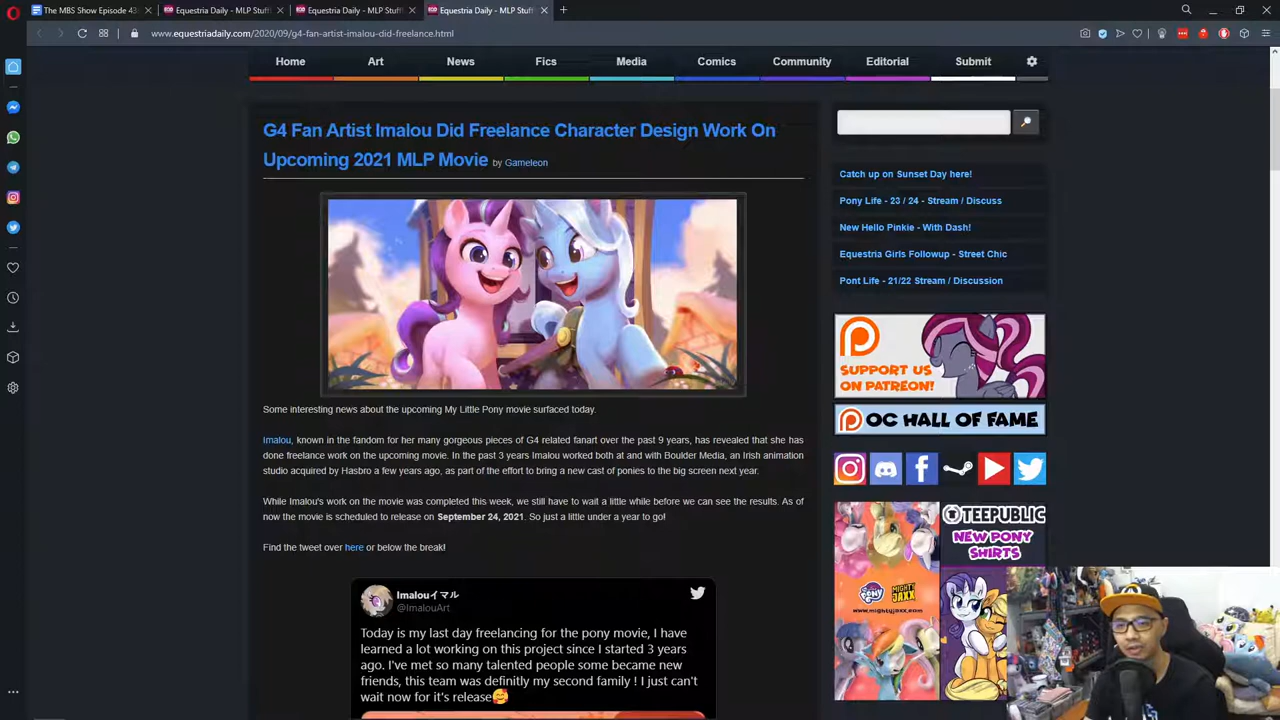 The MBS Show Episode 43
Equestria Daily - MLP Stuff
Equestria Daily - MLP Stuff
Equestria Daily - MLP Stuff
www.equestriadaily.com/2020/09/g4-fan-artist-imalou-did-freelance.html
Home Art News Fics Media Comics Community Editorial Submit
G4 Fan Artist Imalou Did Freelance Character Design Work On
Upcoming 2021 MLP Movie by Gameleon
Some interesting news about the upcoming My Little Pony movie surfaced today.
Imalou, known in the fandom for her many gorgeous pieces of G4 related fanart over the past 9 years, has revealed that she has
done freelance work on the upcoming movie. In the past 3 years Imalou worked both at and with Boulder Media, an Irish animation
studio acquired by Hasbro a few years ago, as part of the effort to bring a new cast of ponies to the big screen next year.
While Imalou's work on the movie was completed this week, we still have to wait a little while before we can see the results. As of
now the movie is scheduled to release on September 24, 2021. So just a little under a year to go!
Find the tweet over here or below the break!
Imalouイマル
@ImalouArt
Today is my last day freelancing for the pony movie, I have
learned a lot working on this project since I started 3 years
ago. I've met so many talented people some became new
friends, this team was definitly my second family ! I just can't
wait now for it's release🥰
Catch up on Sunset Day here!
Pony Life - 23 / 24 - Stream / Discuss
New Hello Pinkie - With Dash!
Equestria Girls Followup - Street Chic
Pont Life - 21/22 Stream / Discussion
SUPPORT US
ON PATREON!
OC HALL OF FAME
MIGHTY
JAXX
www.mightyjaxx.com
TEEPUBLIC
NEW PONY
SHIRTS